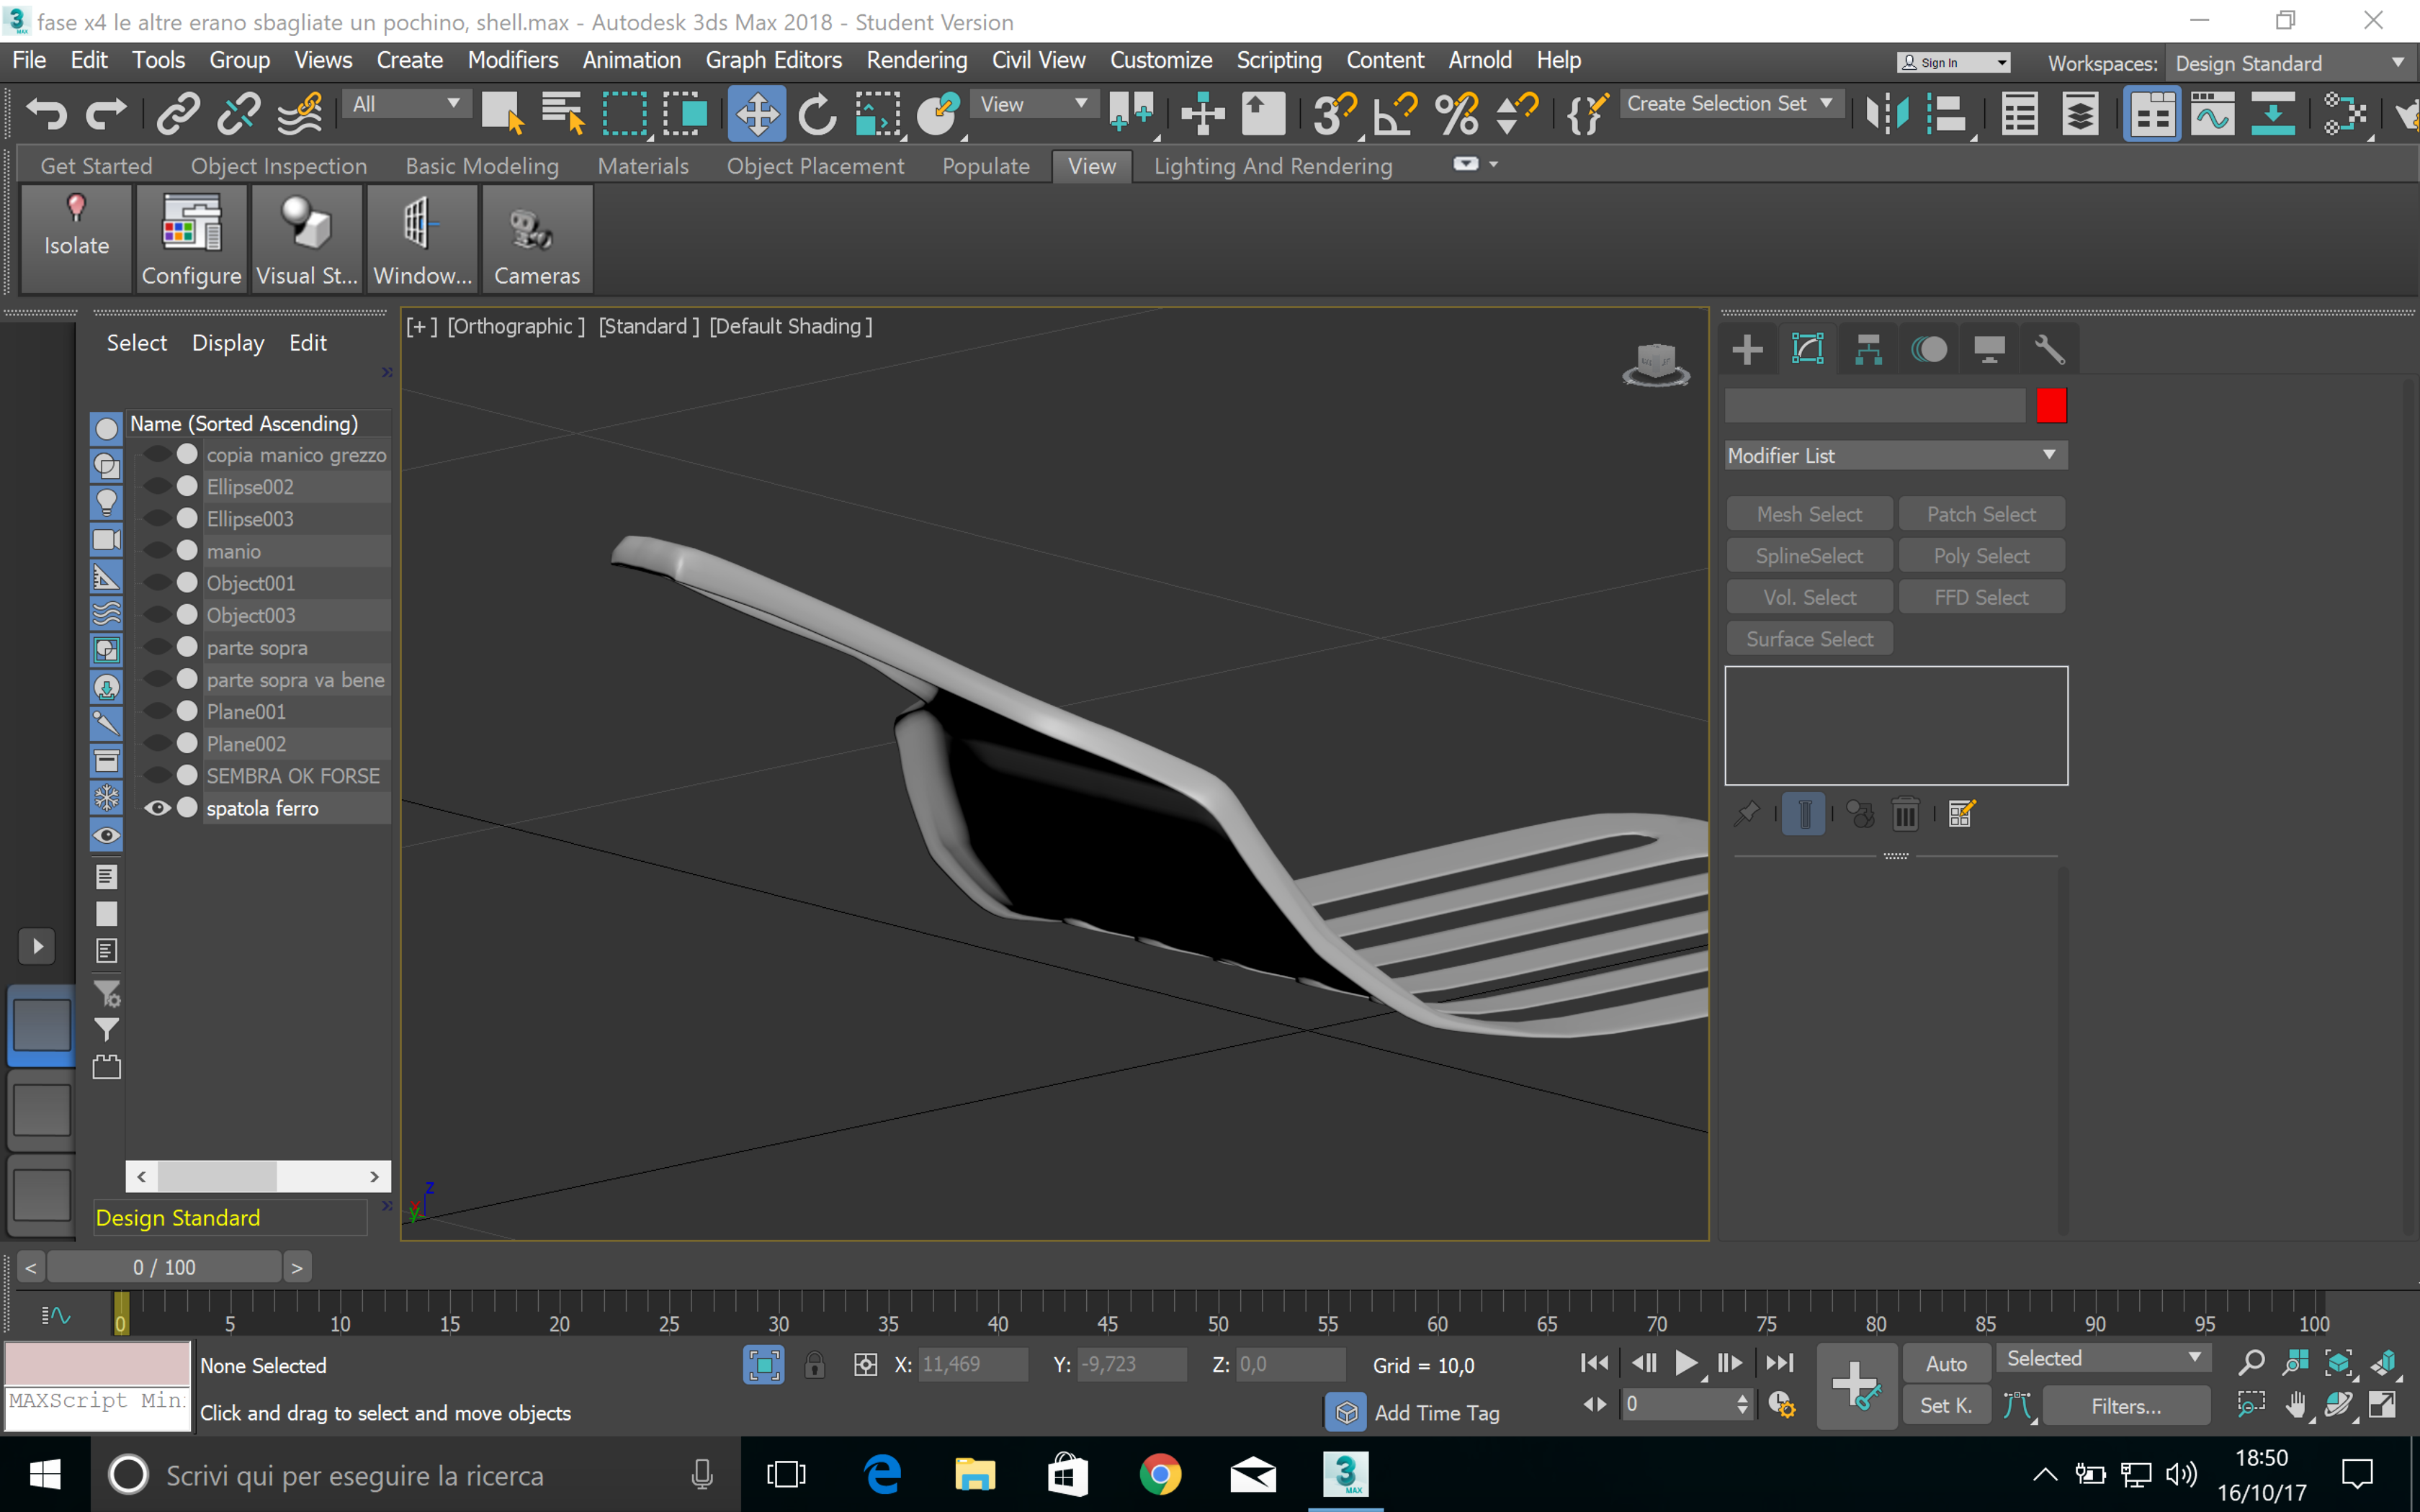 fase x4 le altre erano sbagliate un pochino, shell.max - Autodesk 3ds Max 2018 - Student Version
File Edit Tools Group Views Create Modifiers Animation Graph Editors Rendering Civil View Customize Scripting Content Arnold Help Sign In Workspaces: Design Standard
All View Create Selection Set
Get Started Object Inspection Basic Modeling Materials Object Placement Populate View Lighting And Rendering
Isolate Configure Visual St... Window... Cameras
Select Display Edit
[+] [Orthographic] [Standard] [Default Shading]
Name (Sorted Ascending)
copia manico grezzo
Ellipse002
Ellipse003
manio
Object001
Object003
parte sopra
parte sopra va bene
Plane001
Plane002
SEMBRA OK FORSE
spatola ferro
Modifier List
Mesh Select Patch Select
SplineSelect Poly Select
Vol. Select FFD Select
Surface Select
z
y
Design Standard
< 0 / 100 >
0 5 10 15 20 25 30 35 40 45 50 55 60 65 70 75 80 85 90 95 100
None Selected X: 11,469 Y: -9,723 Z: 0,0 Grid = 10,0 Auto Selected
MAXScript Min
Click and drag to select and move objects Add Time Tag 0 Set K. Filters...
Scrivi qui per eseguire la ricerca
3 MAX
18:50
16/10/17